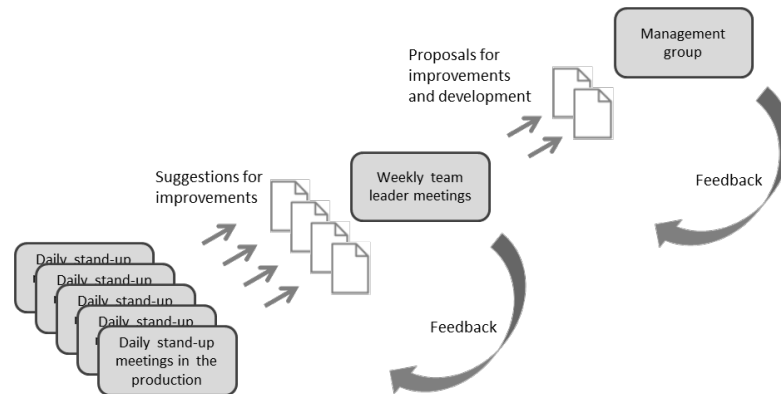 Management
group
Proposals for
improvements
and development
Feedback
Weekly team
leader meetings
Suggestions for
improvements
Feedback
Daily stand-up
Daily stand-up
Daily stand-up
Daily stand-up
Daily stand-up
meetings in the
production